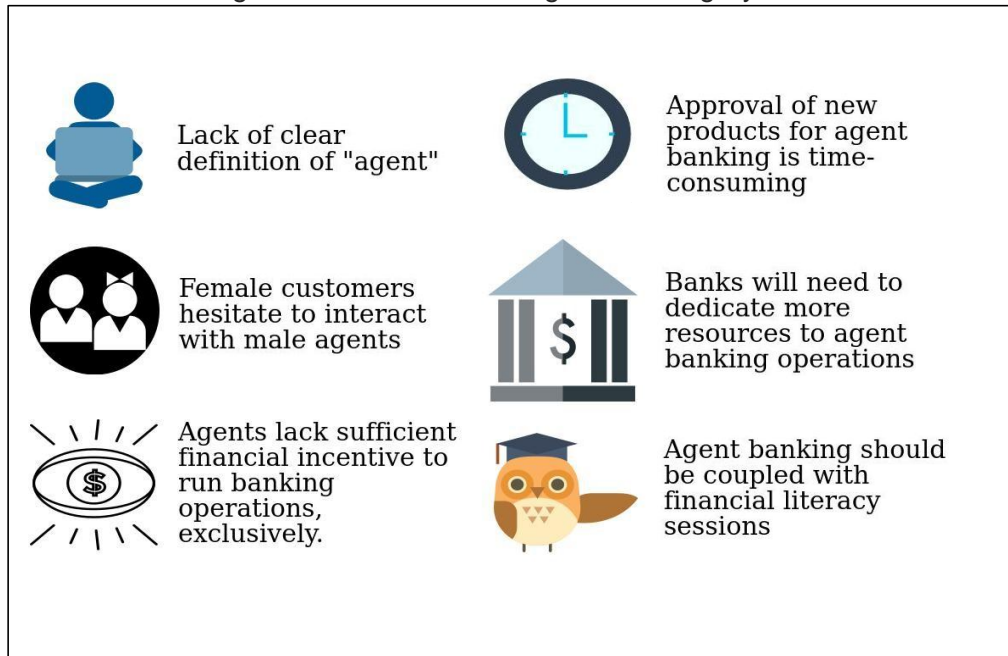 Lack of clear
definition of "agent"
Female customers
hesitate to interact
with male agents
Agents lack sufficient
financial incentive to
run banking
operations,
exclusively.
Approval of new
products for agent
banking is time-
consuming
$
Banks will need to
dedicate more
resources to agent
banking operations
$
Agent banking should
be coupled with
financial literacy
sessions